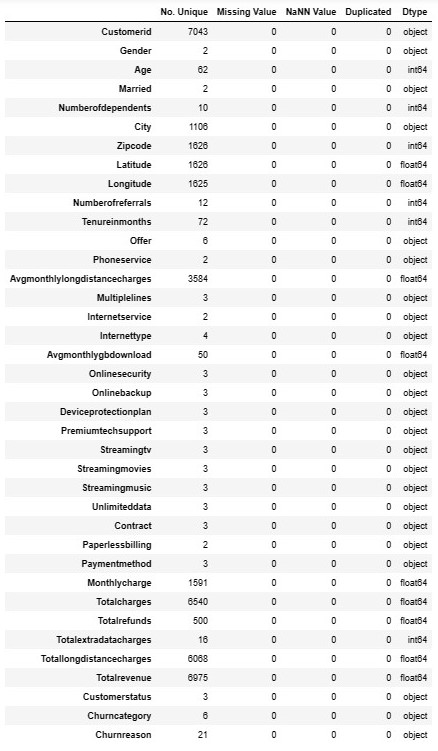 No. Unique Missing Value NaNN Value Duplicated Dtype
Customerid 7043 0 0 0 object
Gender 2 0 0 0 object
Age 62 0 0 0 int64
Married 2 0 0 0 object
Numberofdependents 10 0 0 0 int64
City 1106 0 0 0 object
Zipcode 1626 0 0 0 int64
Latitude 1626 0 0 0 float64
Longitude 1625 0 0 0 float64
Numberofreferrals 12 0 0 0 int64
Tenureinmonths 72 0 0 0 int64
Offer 6 0 0 0 object
Phoneservice 2 0 0 0 object
Avgmonthlylongdistancecharges 3584 0 0 0 float64
Multiplelines 3 0 0 0 object
Internetservice 2 0 0 0 object
Internettype 4 0 0 0 object
Avgmonthlygbdownload 50 0 0 0 float64
Onlinesecurity 3 0 0 0 object
Onlinebackup 3 0 0 0 object
Deviceprotectionplan 3 0 0 0 object
Premiumtechsupport 3 0 0 0 object
Streamingtv 3 0 0 0 object
Streamingmovies 3 0 0 0 object
Streamingmusic 3 0 0 0 object
Unlimiteddata 3 0 0 0 object
Contract 3 0 0 0 object
Paperlessbilling 2 0 0 0 object
Paymentmethod 3 0 0 0 object
Monthlycharge 1591 0 0 0 float64
Totalcharges 6540 0 0 0 float64
Totalrefunds 500 0 0 0 float64
Totalextradatacharges 16 0 0 0 int64
Totallongdistancecharges 6068 0 0 0 float64
Totalrevenue 6975 0 0 0 float64
Customerstatus 3 0 0 0 object
Churncategory 6 0 0 0 object
Churnreason 21 0 0 0 object